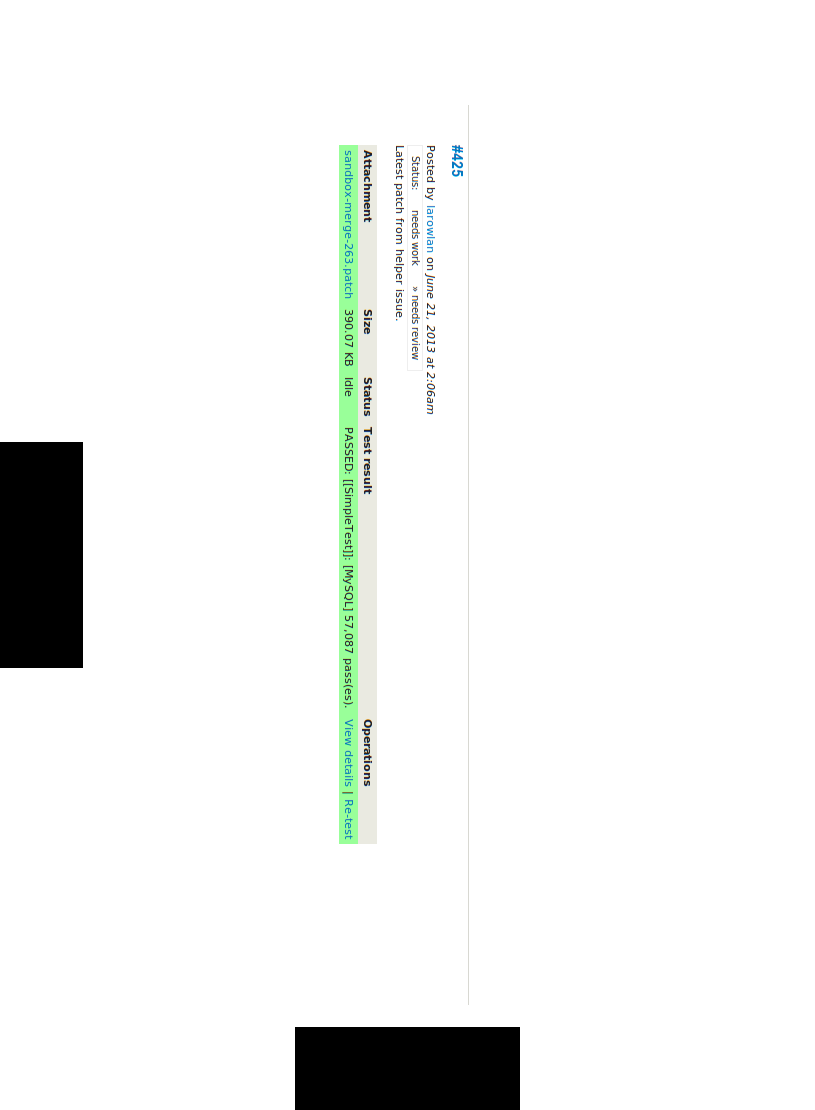 #425
Posted by larowlan on June 21, 2013 at 2:06am
Status: needs work » needs review
Latest patch from helper issue.
Attachment Size Status Test result Operations
sandbox-merge-263.patch 390.07 KB Idle PASSED: [[SimpleTest]]: [MySQL] 57,087 pass(es). View details | Re-test